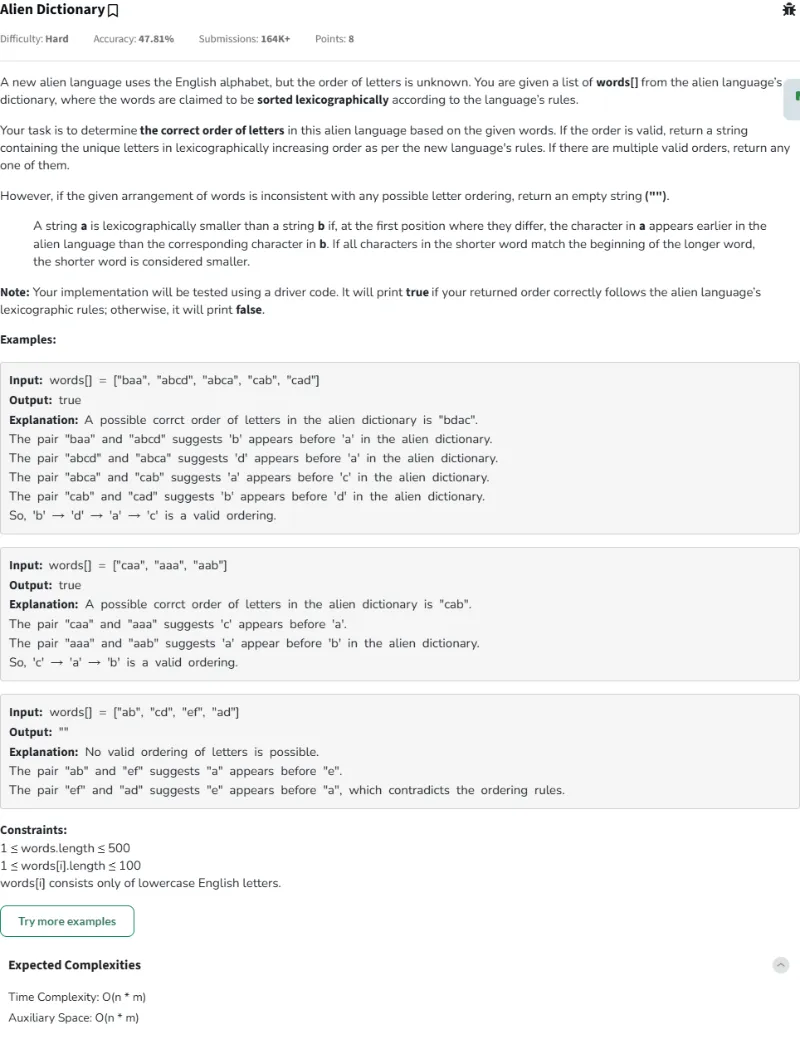 Alien Dictionary
Difficulty: Hard Accuracy: 47.81% Submissions: 164K+ Points: 8
A new alien language uses the English alphabet, but the order of letters is unknown. You are given a list of words[] from the alien language's
dictionary, where the words are claimed to be sorted lexicographically according to the language's rules.
Your task is to determine the correct order of letters in this alien language based on the given words. If the order is valid, return a string
containing the unique letters in lexicographically increasing order as per the new language's rules. If there are multiple valid orders, return any
one of them.
However, if the given arrangement of words is inconsistent with any possible letter ordering, return an empty string ("").
A string a is lexicographically smaller than a string b if, at the first position where they differ, the character in a appears earlier in the
alien language than the corresponding character in b. If all characters in the shorter word match the beginning of the longer word,
the shorter word is considered smaller.
Note: Your implementation will be tested using a driver code. It will print true if your returned order correctly follows the alien language's
lexicographic rules; otherwise, it will print false.
Examples:
Input: words[] = ["baa", "abcd", "abca", "cab", "cad"]
Output: true
Explanation: A possible corrct order of letters in the alien dictionary is "bdac".
The pair "baa" and "abcd" suggests 'b' appears before 'a' in the alien dictionary.
The pair "abcd" and "abca" suggests 'd' appears before 'a' in the alien dictionary.
The pair "abca" and "cab" suggests 'a' appears before 'c' in the alien dictionary.
The pair "cab" and "cad" suggests 'b' appears before 'd' in the alien dictionary.
So, 'b' → 'd' → 'a' → 'c' is a valid ordering.
Input: words[] = ["caa", "aaa", "aab"]
Output: true
Explanation: A possible corrct order of letters in the alien dictionary is "cab".
The pair "caa" and "aaa" suggests 'c' appears before 'a'.
The pair "aaa" and "aab" suggests 'a' appear before 'b' in the alien dictionary.
So, 'c' → 'a' → 'b' is a valid ordering.
Input: words[] = ["ab", "cd", "ef", "ad"]
Output: ""
Explanation: No valid ordering of letters is possible.
The pair "ab" and "ef" suggests "a" appears before "e".
The pair "ef" and "ad" suggests "e" appears before "a", which contradicts the ordering rules.
Constraints:
1 ≤ words.length ≤ 500
1 ≤ words[i].length ≤ 100
words[i] consists only of lowercase English letters.
Try more examples
Expected Complexities
Time Complexity: O(n * m)
Auxiliary Space: O(n * m)